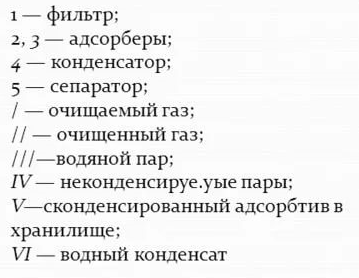 1 — фильтр;
2, 3 — адсорберы;
4 — конденсатор;
5 — сепаратор;
/ — очищаемый газ;
// — очищенный газ;
///—водяной пар;
IV — неконденсируе.уые пары;
V—сконденсированный адсорбтив в
хранилище;
VI — водный конденсат